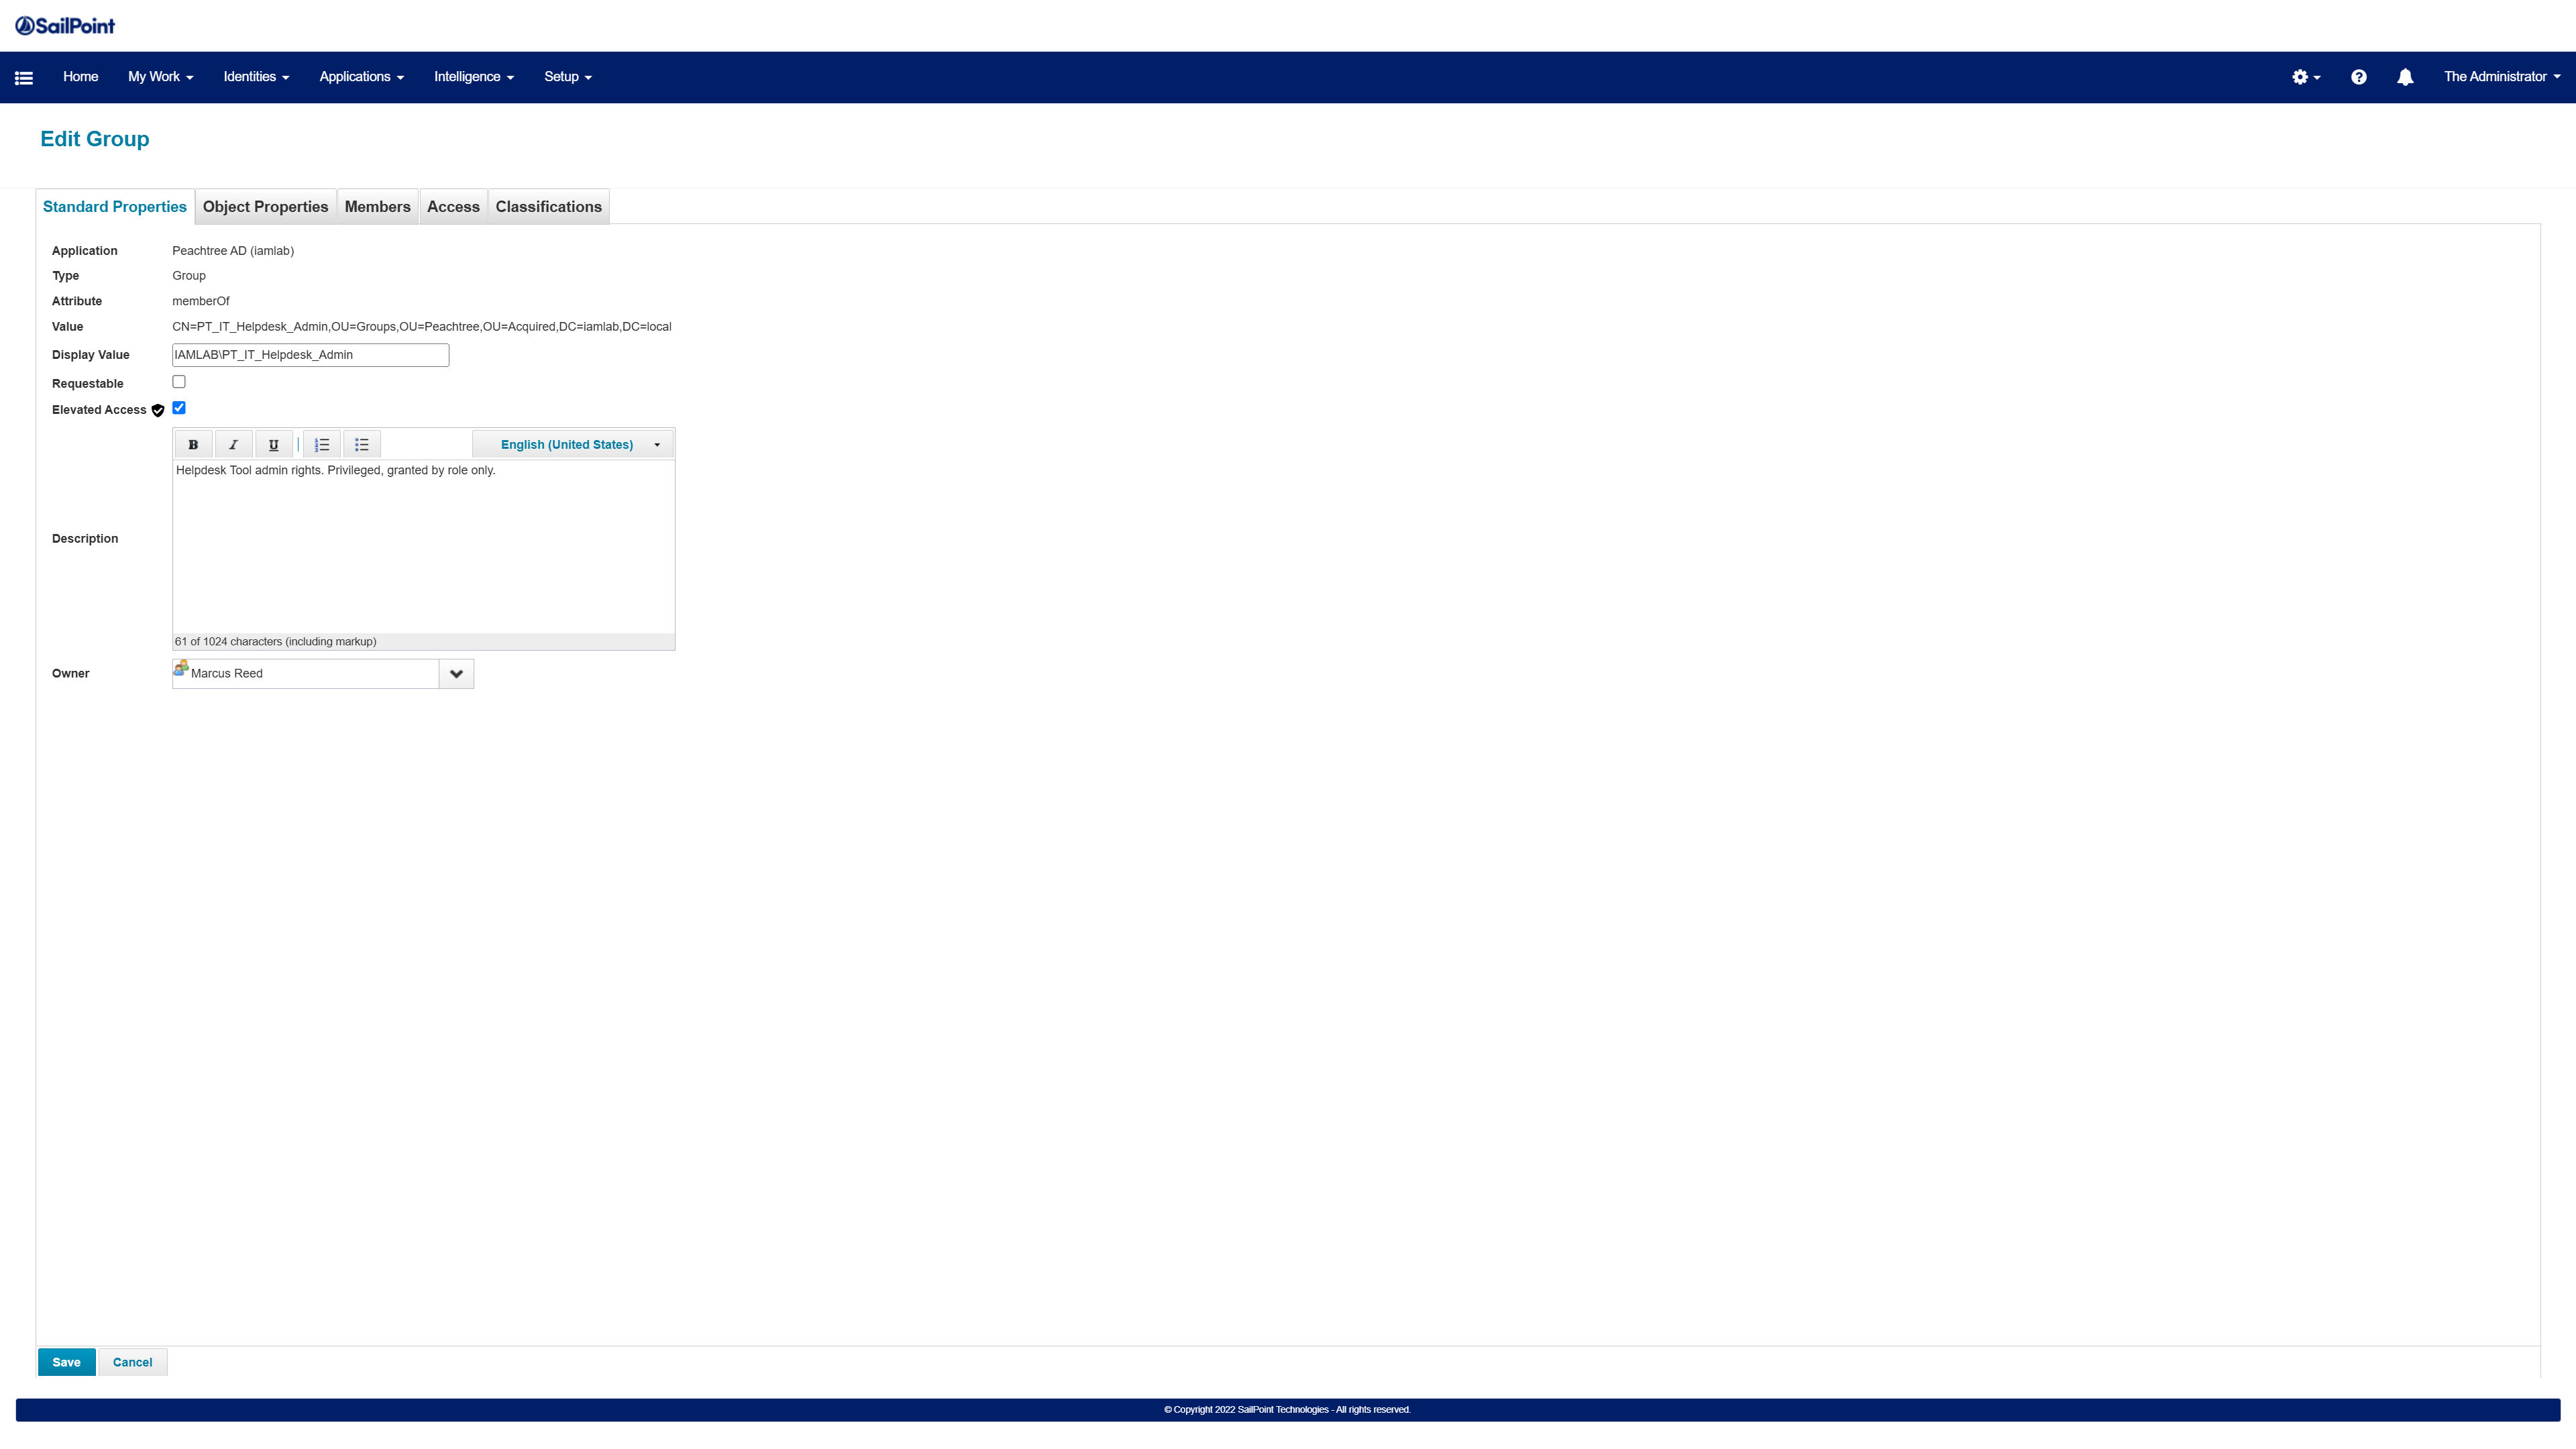 SailPoint
Home My Work Identities Applications Intelligence Setup The Administrator
Edit Group
Standard Properties Object Properties Members Access Classifications
Application Peachtree AD (iamlab)
Type Group
Attribute memberOf
Value CN=PT_IT_Helpdesk_Admin,OU=Groups,OU=Peachtree,OU=Acquired,DC=iamlab,DC=local
Display Value IAMLAB\PT_IT_Helpdesk_Admin
Requestable
Elevated Access
B I U English (United States)
Helpdesk Tool admin rights. Privileged, granted by role only.
Description
61 of 1024 characters (including markup)
Owner Marcus Reed
Save Cancel
© Copyright 2022 SailPoint Technologies - All rights reserved.